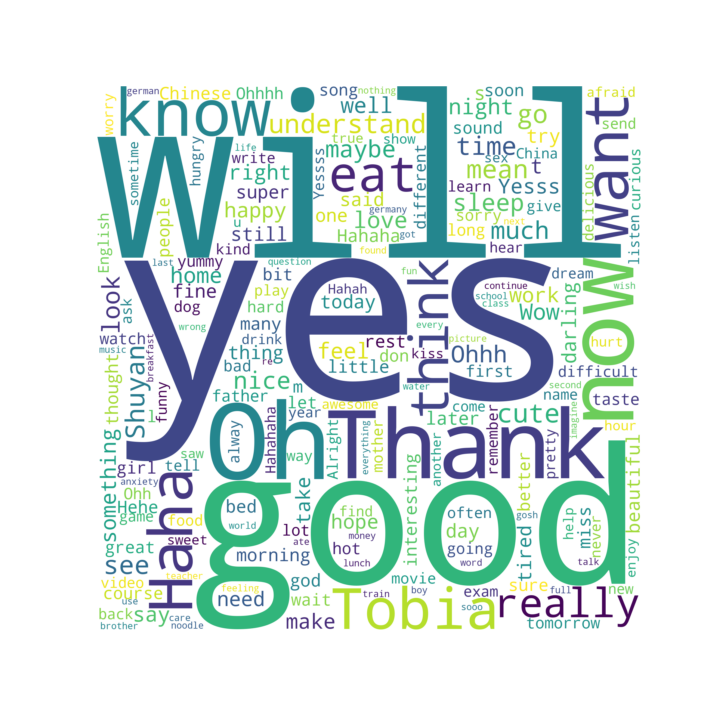 german
Chinese
Ohhhh
song
nothing
s
soon
afraid
worry
know
will
well
night
go
send
understand
try
want
sometime
hungry
life
true
show
sound
time
write
maybe
sex
China
right
Yessss
eat
mean
t
different
learn
Yesss
delicious
curious
super
said
sleep
give
listen
people
happy
u
one
love
germany
sorry
much
English
still
Hahaha
got
long
next
kind
found
hear
yes
last
yummy
question
fun
continue
dream
wish
look
home
bit
Hahah
school
work
now
ask
fine
play
today
think
class
Wow
darling
dog
hard
every
watch
wrong
many
feel
rest
kiss
Ohhh
picture
hurt
music
breakfast
drink
don
thing
bad
re
little
first
difficult
Shuyan
funny
nice
m
water
second
taste
thought
father
let
awesome
come
cute
name
l
year
later
imagine
hour
oh
Thank
always
Hahahaha
way
Alright
everything
mother
another
remember
pretty
something
saw
girl
tell
anxiety
Haha
good
Ohh
bed
lot
take
find
hope
interesting
often
day
better
help
miss
never
beautiful
Hehe
game
food
world
ate
money
gosh
tired
great
sweet
hot
going
word
talk
enjoy
see
morning
lunch
movie
video
teacher
feeling
god
boy
exam
sure
full
new
course
use
need
wait
train
Tobia
really
back
say
care
make
sooo
brother
noodle
tomorrow